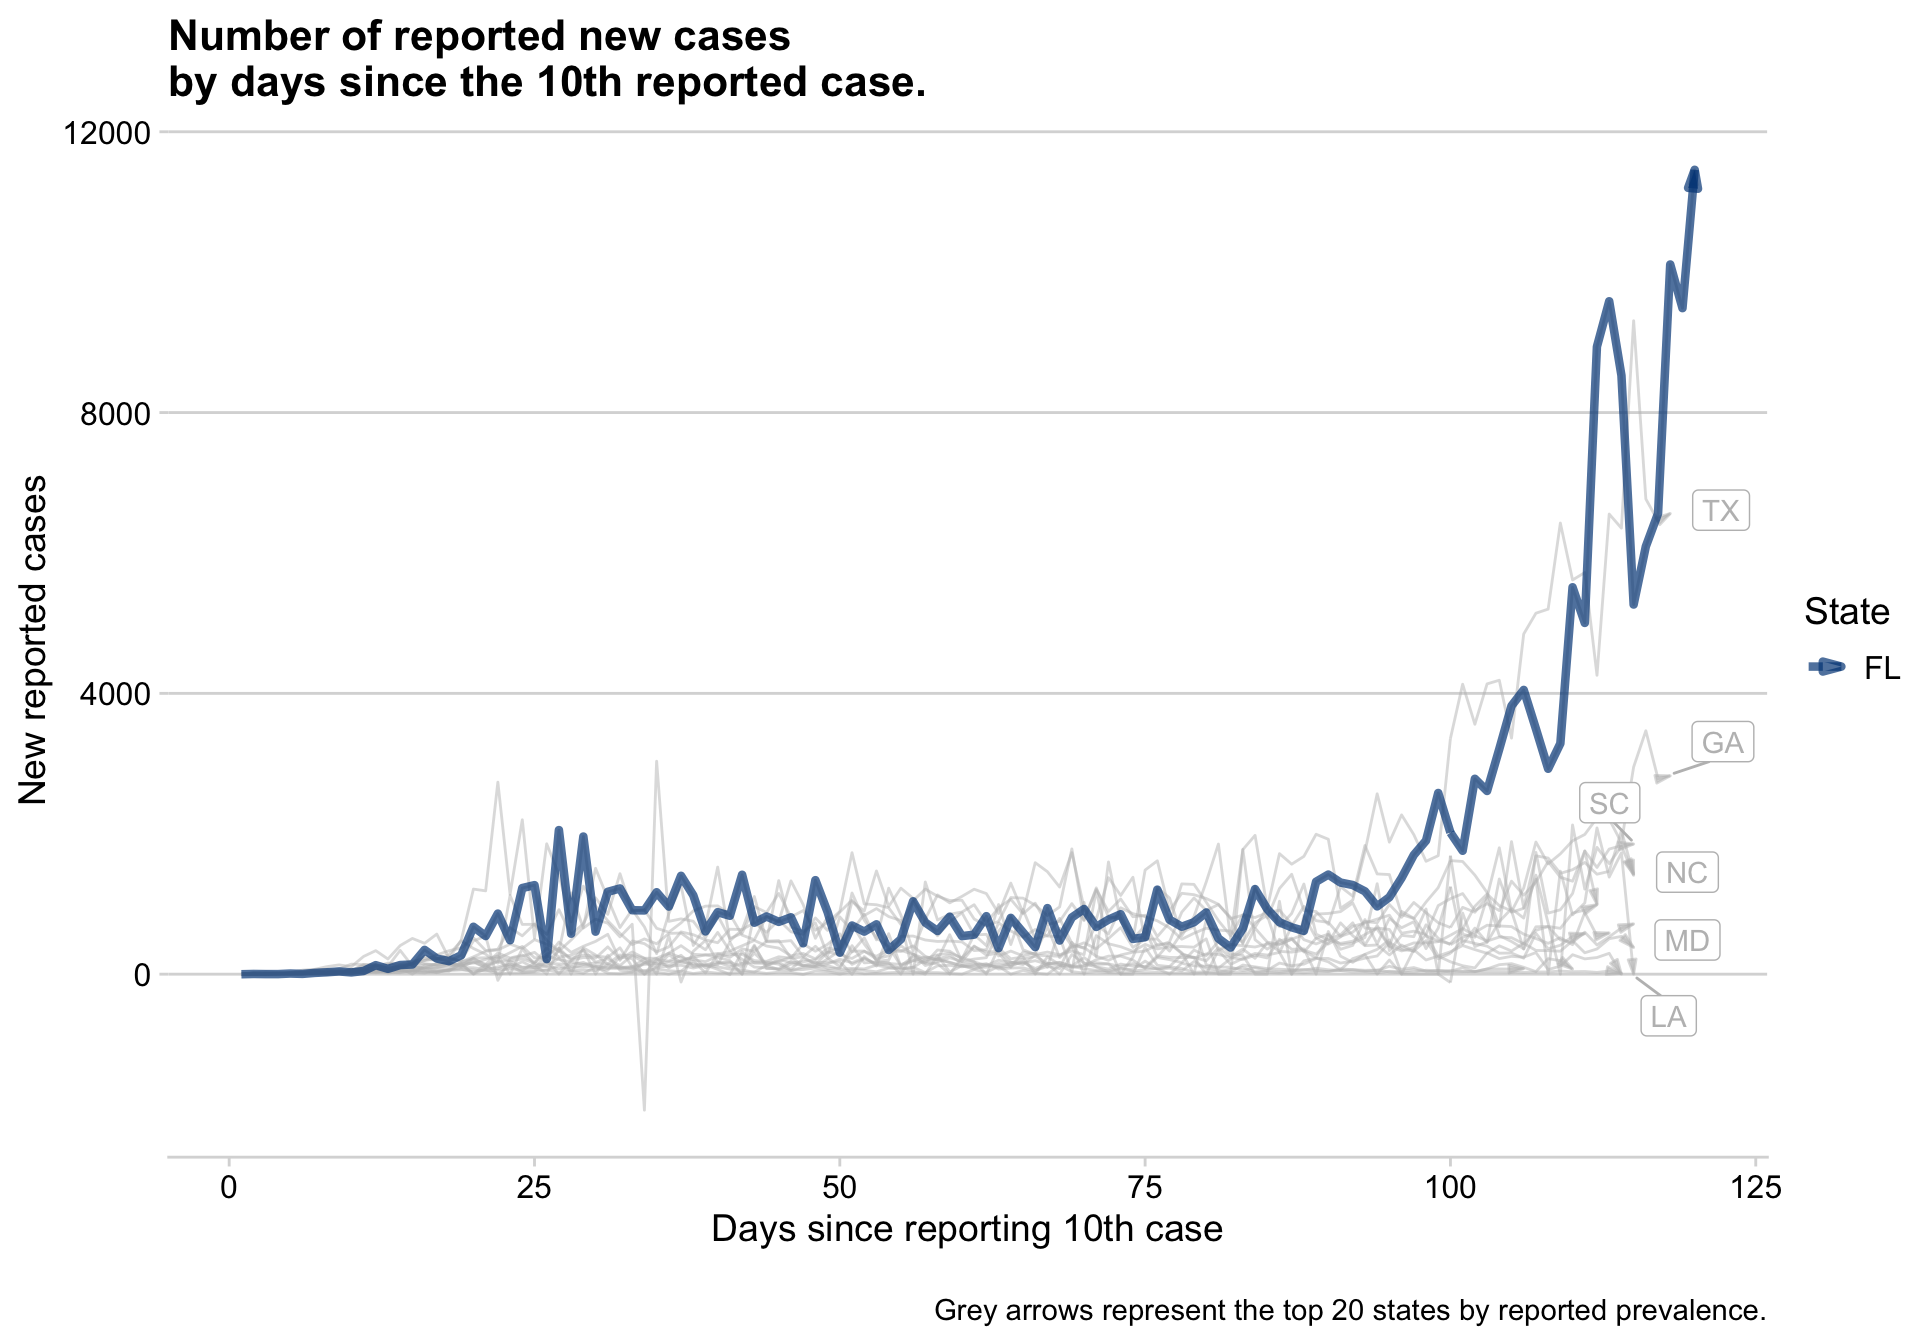 Number of reported new cases
by days since the 10th reported case.
12000
8000
4000
0
New reported cases
TX
GA
SC
NC
MD
LA
State
FL
0 25 50 75 100 125
Days since reporting 10th case
Grey arrows represent the top 20 states by reported prevalence.